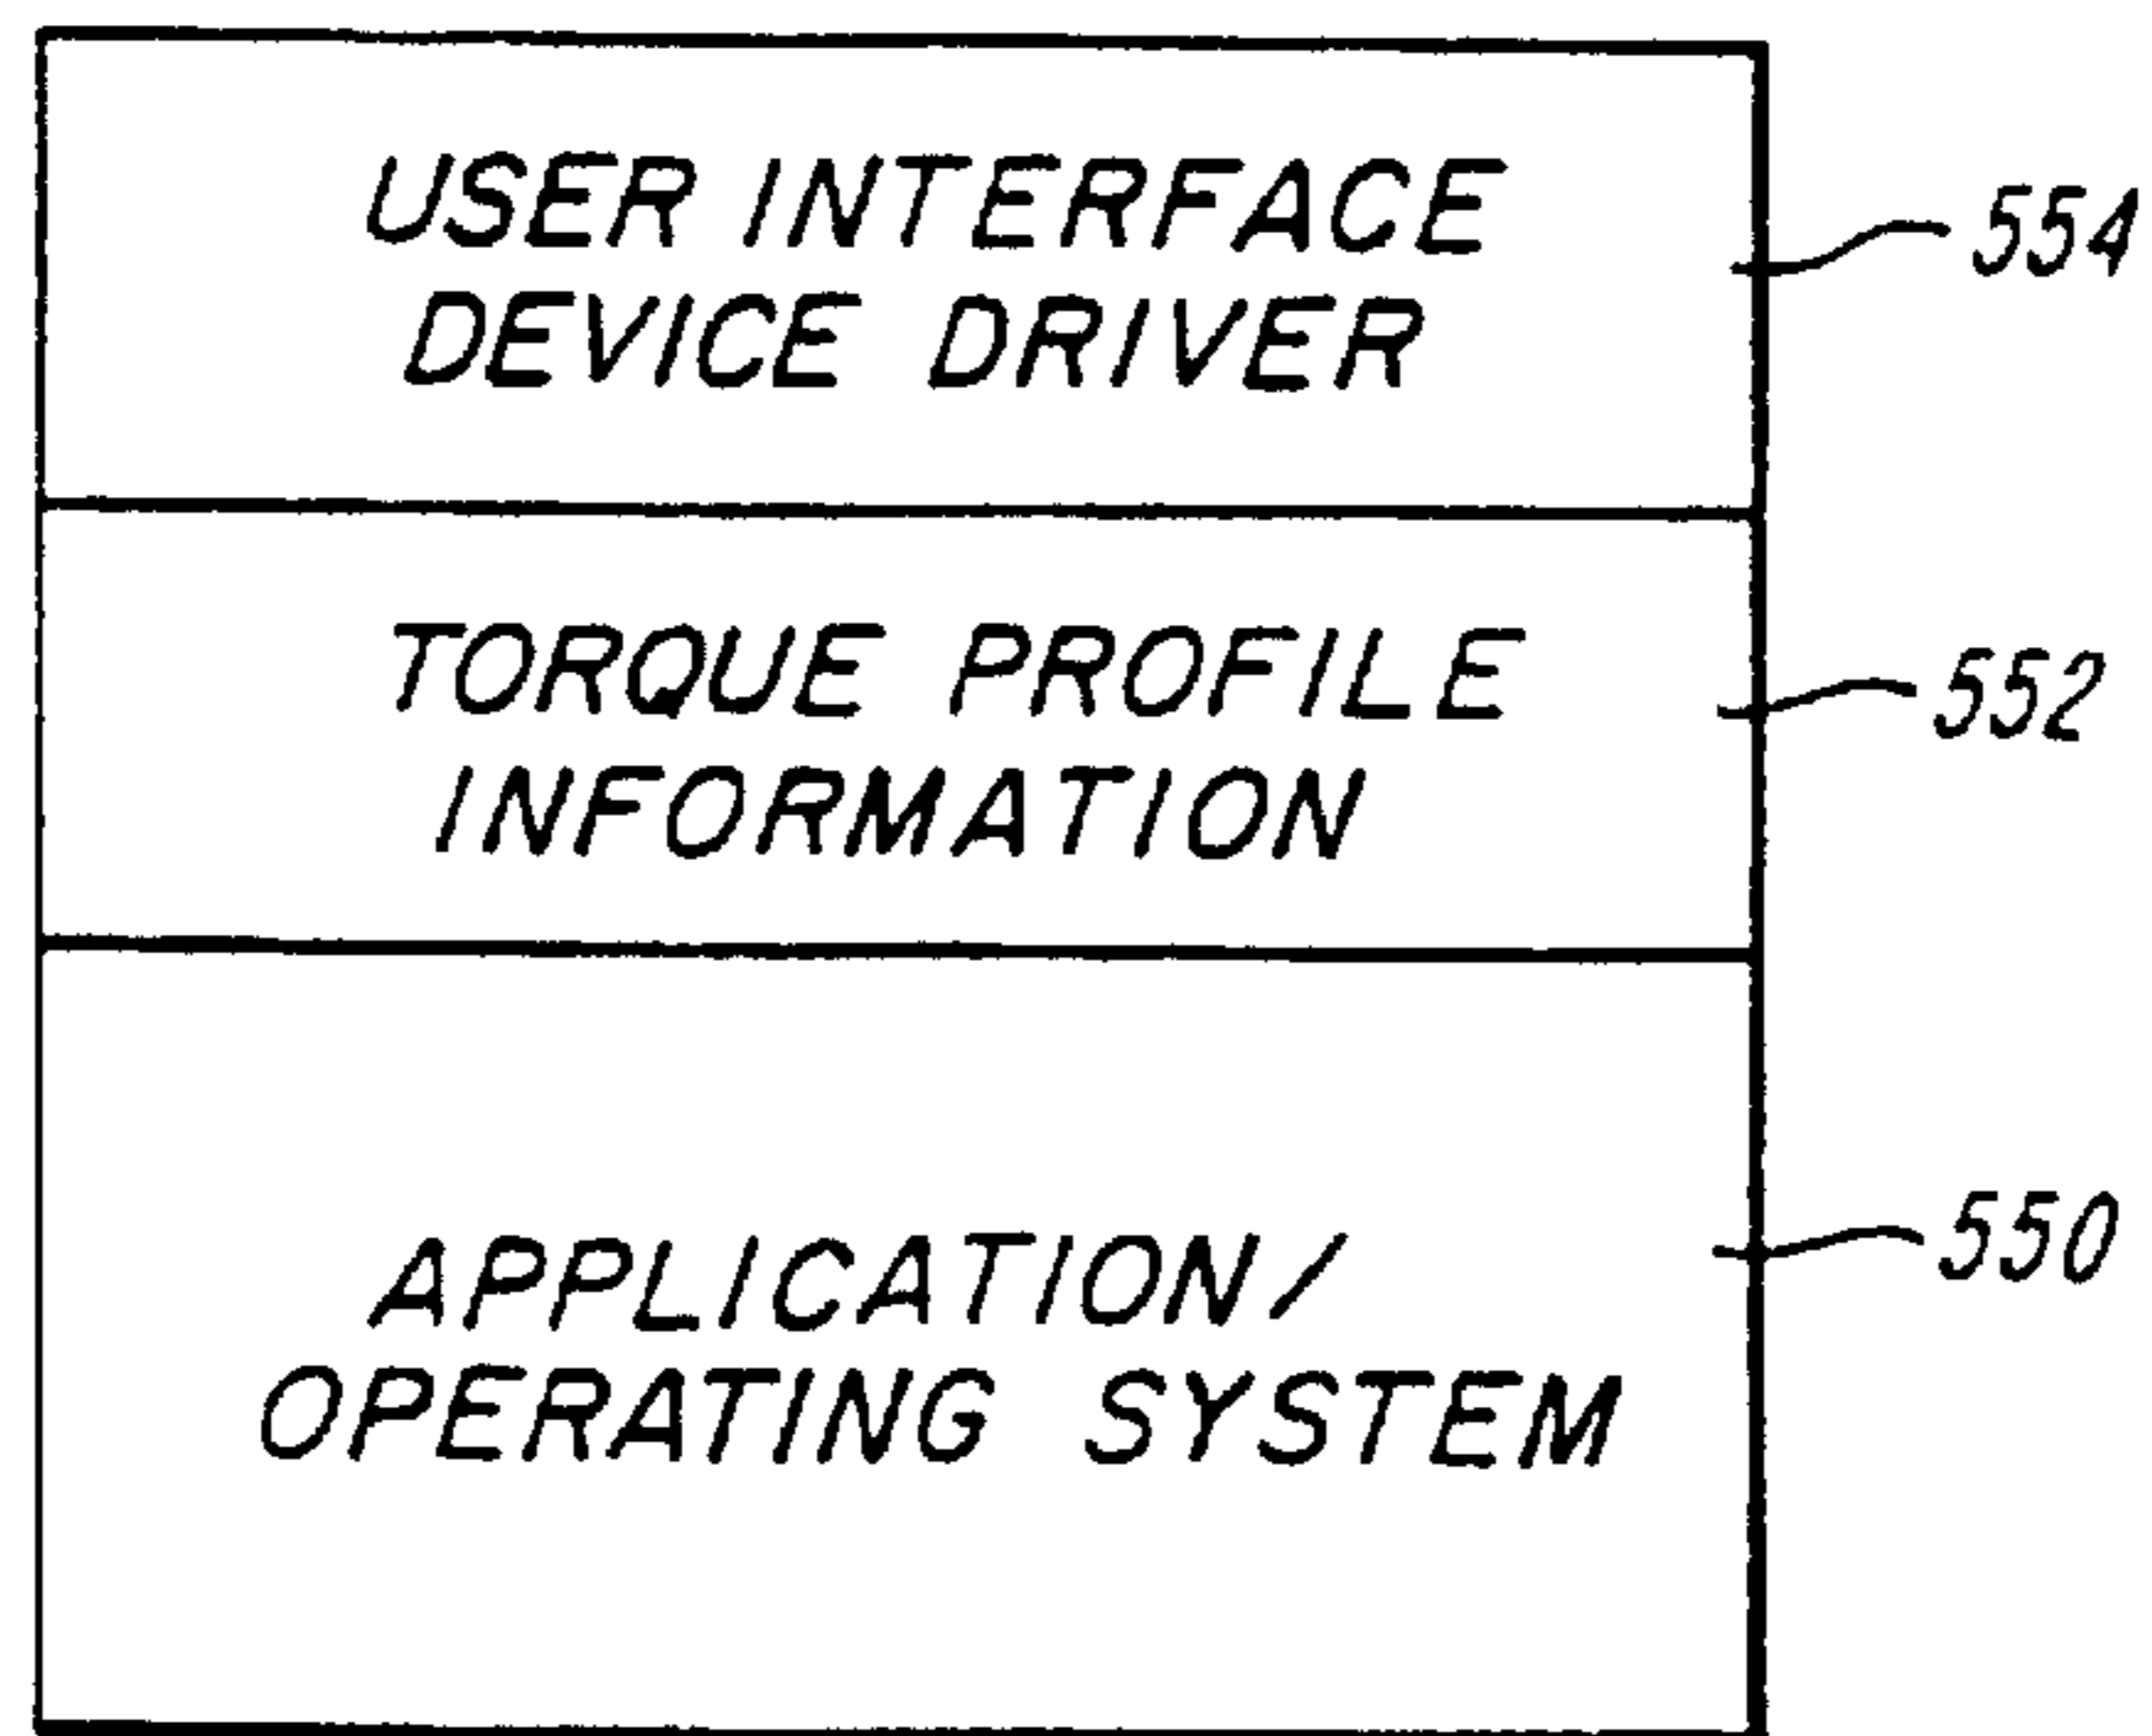 USER INTERFACE
DEVICE DRIVER
554
TORQUE PROFILE
INFORMATION
552
APPLICATION/
OPERATING SYSTEM
550